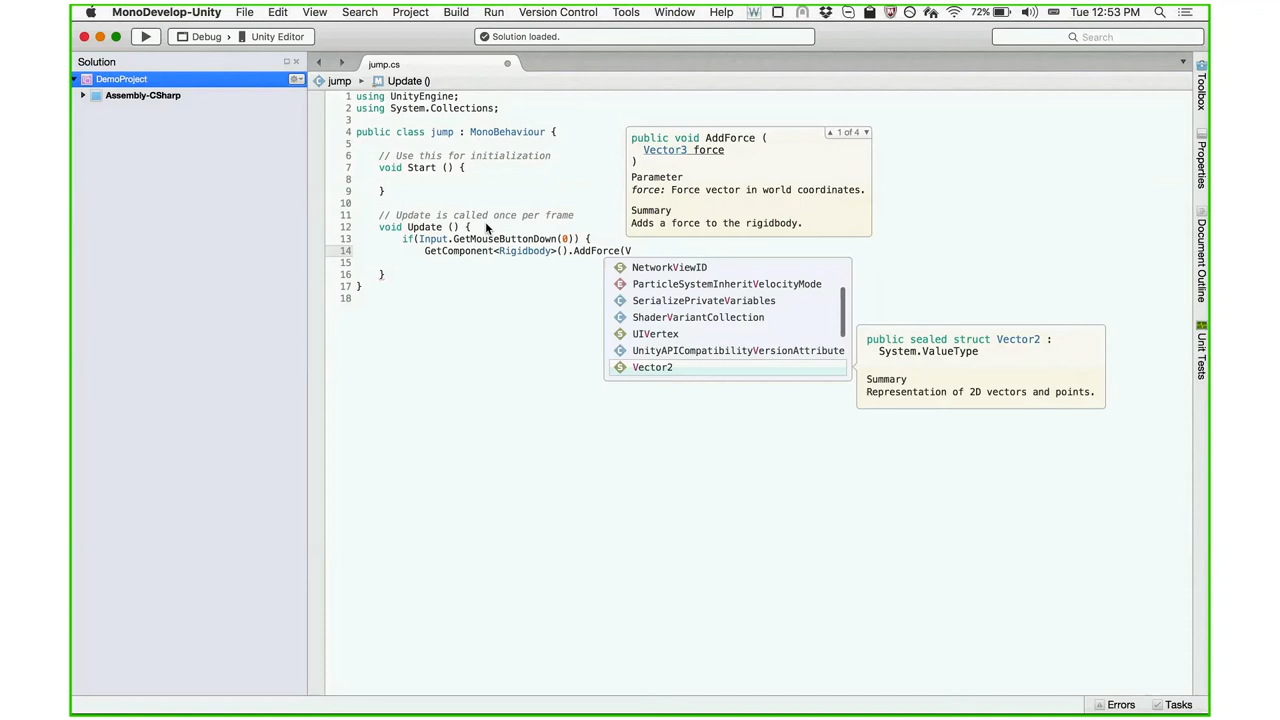 MonoDevelop-Unity File Edit View Search Project Build Run Version Control Tools Window Help 72% Tue 12:53 PM
Debug › Unity Editor
Solution loaded.
Search
Solution
jump.cs
DemoProject
jump ▸ Update ()
Assembly-CSharp
1 using UnityEngine;
2 using System.Collections;
3
4 public class jump : MonoBehaviour {
5
6 // Use this for initialization
7 void Start () {
8
9 }
10
11 // Update is called once per frame
12 void Update () {
13 if(Input.GetMouseButtonDown(0)) {
14 GetComponent<Rigidbody>().AddForce(V
15
16 }
17 }
18
public void AddForce (
▲ 1 of 4 ▼
Vector3 force
)
Parameter
force: Force vector in world coordinates.
Summary
Adds a force to the rigidbody.
NetworkViewID
ParticleSystemInheritVelocityMode
SerializePrivateVariables
ShaderVariantCollection
UIVertex
UnityAPICompatibilityVersionAttribute
Vector2
public sealed struct Vector2 :
System.ValueType
Summary
Representation of 2D vectors and points.
Toolbox
Properties
Document Outline
Unit Tests
Errors Tasks